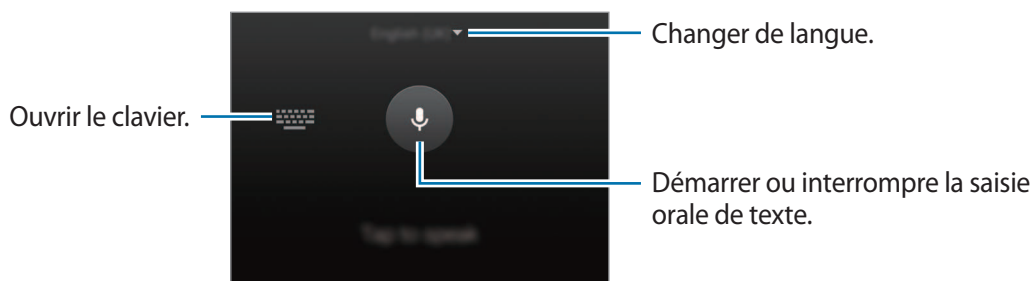 English (UK)
Changer de langue.
Ouvrir le clavier.
Démarrer ou interrompre la saisie
orale de texte.
Tap to speak